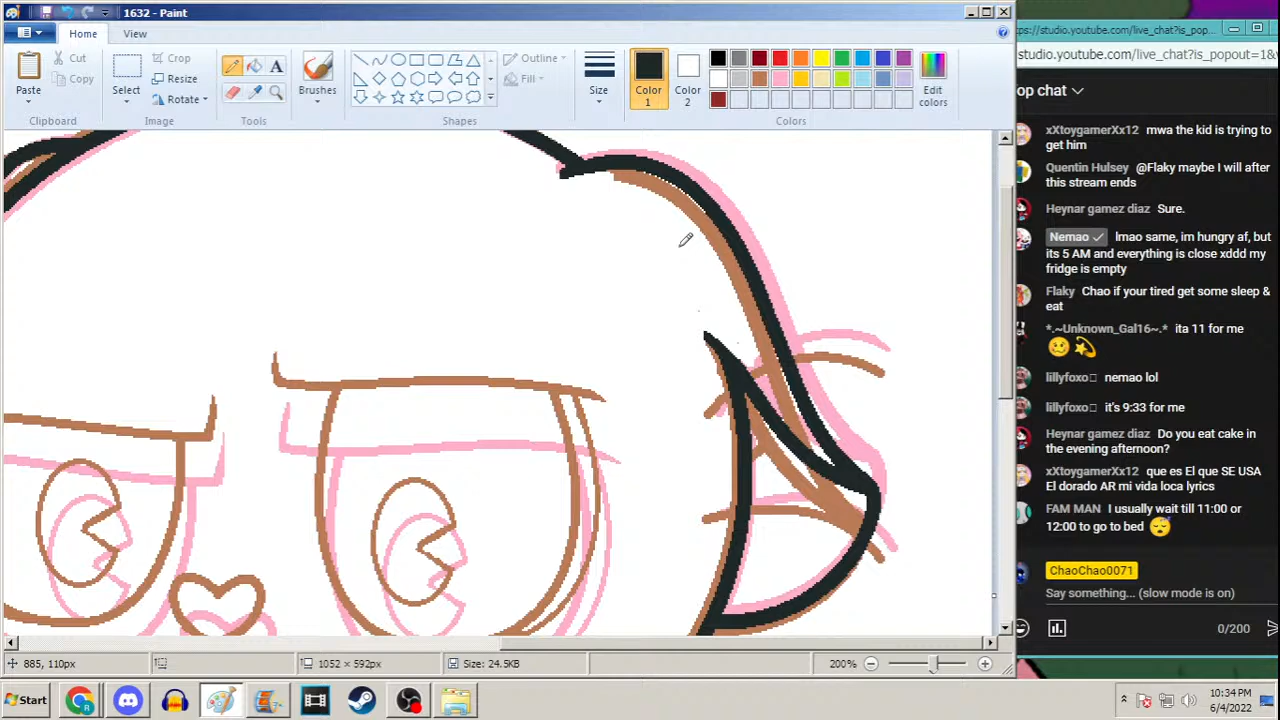 1632 - Paint
Home View
Paste
Cut
Copy
Clipboard
Select
Crop
Resize
Rotate
Image
Tools
Brushes
Outline
Fill
Shapes
Size
Color
1
Color
2
Edit
colors
Colors
885, 110px
1052 × 592px
Size: 24.5KB
200%
Start
10:34 PM
6/4/2022
tps://studio.youtube.com/live_chat?is_pop...
studio.youtube.com/live_chat?is_popout=1&
op chat
xXtoygamerXx12 mwa the kid is trying to
get him
Quentin Hulsey @Flaky maybe I will after
this stream ends
Heynar gamez diaz Sure.
Nemao lmao same, im hungry af, but
its 5 AM and everything is close xddd my
fridge is empty
Flaky Chao if your tired get some sleep &
eat
*.~Unknown_Gal16~.* ita 11 for me
lillyfoxo nemao lol
lillyfoxo it's 9:33 for me
Heynar gamez diaz Do you eat cake in
the evening afternoon?
xXtoygamerXx12 que es El que SE USA
El dorado AR mi vida loca lyrics
FAM MAN I usually wait till 11:00 or
12:00 to go to bed
ChaoChao0071
Say something... (slow mode is on)
0/200